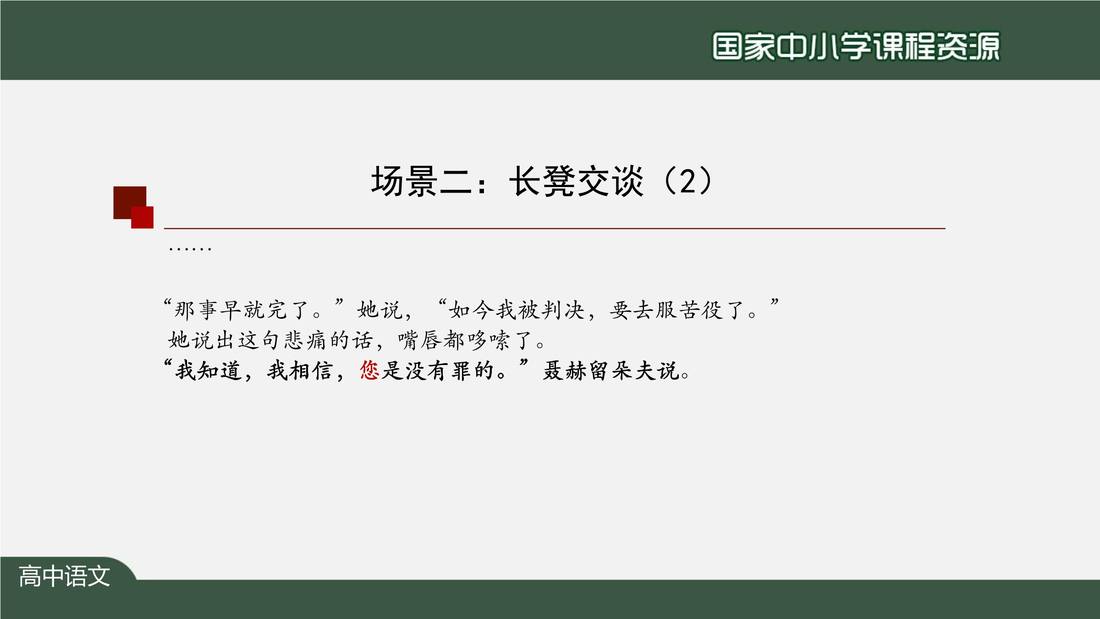 国家中小学课程资源
场景二：长凳交谈（2）
……
“那事早就完了。”她说，“如今我被判决，要去服苦役了。”
她说出这句悲痛的话，嘴唇都哆嗦了。
“我知道，我相信，您是没有罪的。”聂赫留朵夫说。
高中语文